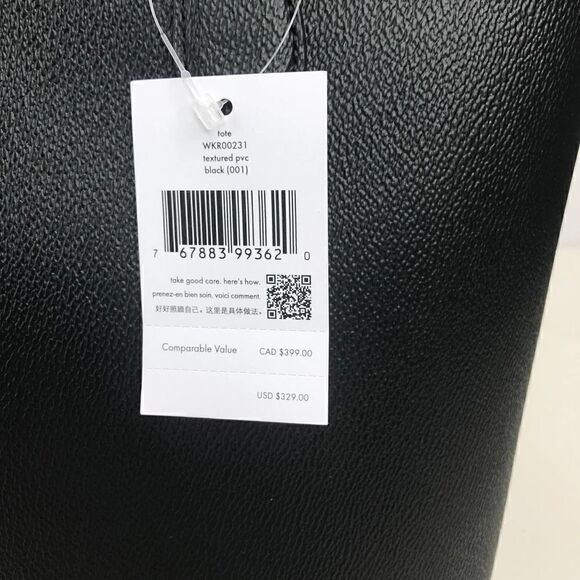 tote
WKR00231
textured pvc
black (001)
7 67883 99362 0
take good care. here's how.
prenez-en bien soin. voici comment.
好好照顾自己。这里是具体做法。
Comparable Value CAD $399.00
USD $329.00